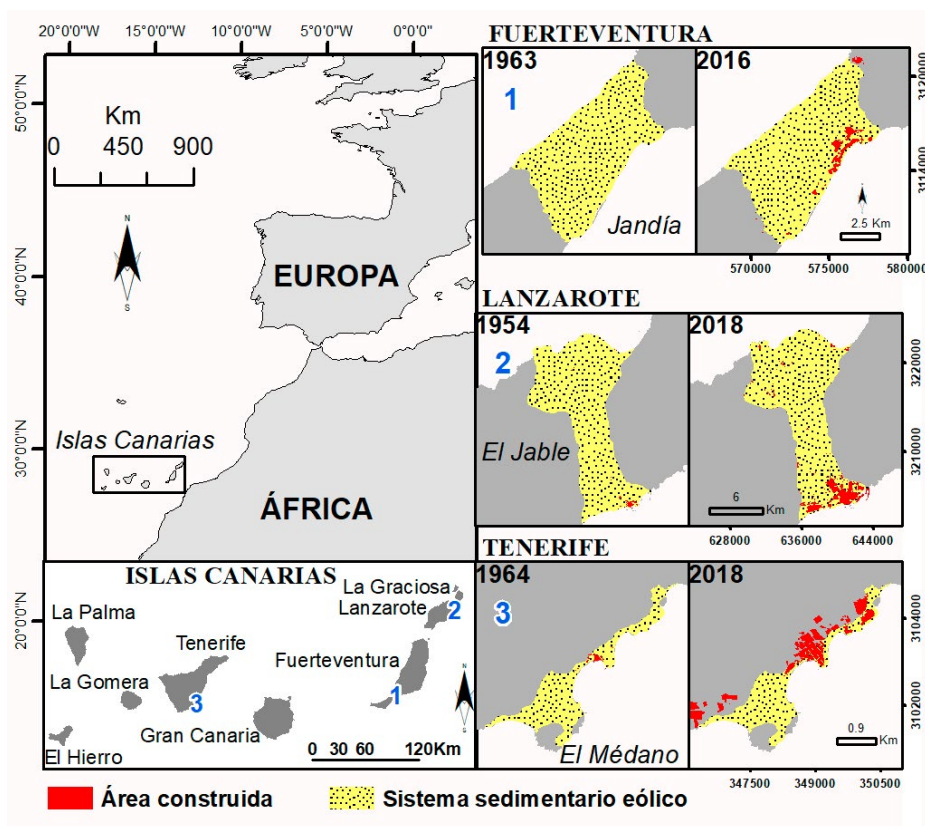 20°0'0"W 15°0'0"W 10°0'0"W 5°0'0"W 0°0'0"
50°0'0"N
40°0'0"N
30°0'0"N
20°0'0"N
Km
0 450 900
N
S
EUROPA
Islas Canarias
ÁFRICA
ISLAS CANARIAS
La Graciosa
Lanzarote
2
La Palma
Tenerife
Fuerteventura
La Gomera
3
1
Gran Canaria
El Hierro
N
S
0 30 60 120Km
FUERTEVENTURA
1963
2016
1
Jandía
2.5 Km
3120000
3114000
570000 575000 580000
LANZAROTE
1954
2018
2
El Jable
6
Km
3220000
3210000
628000 636000 644000
TENERIFE
1964
2018
3
El Médano
0.9
Km
3104000
3102000
347500 349000 350500
Área construida
Sistema sedimentario eólico